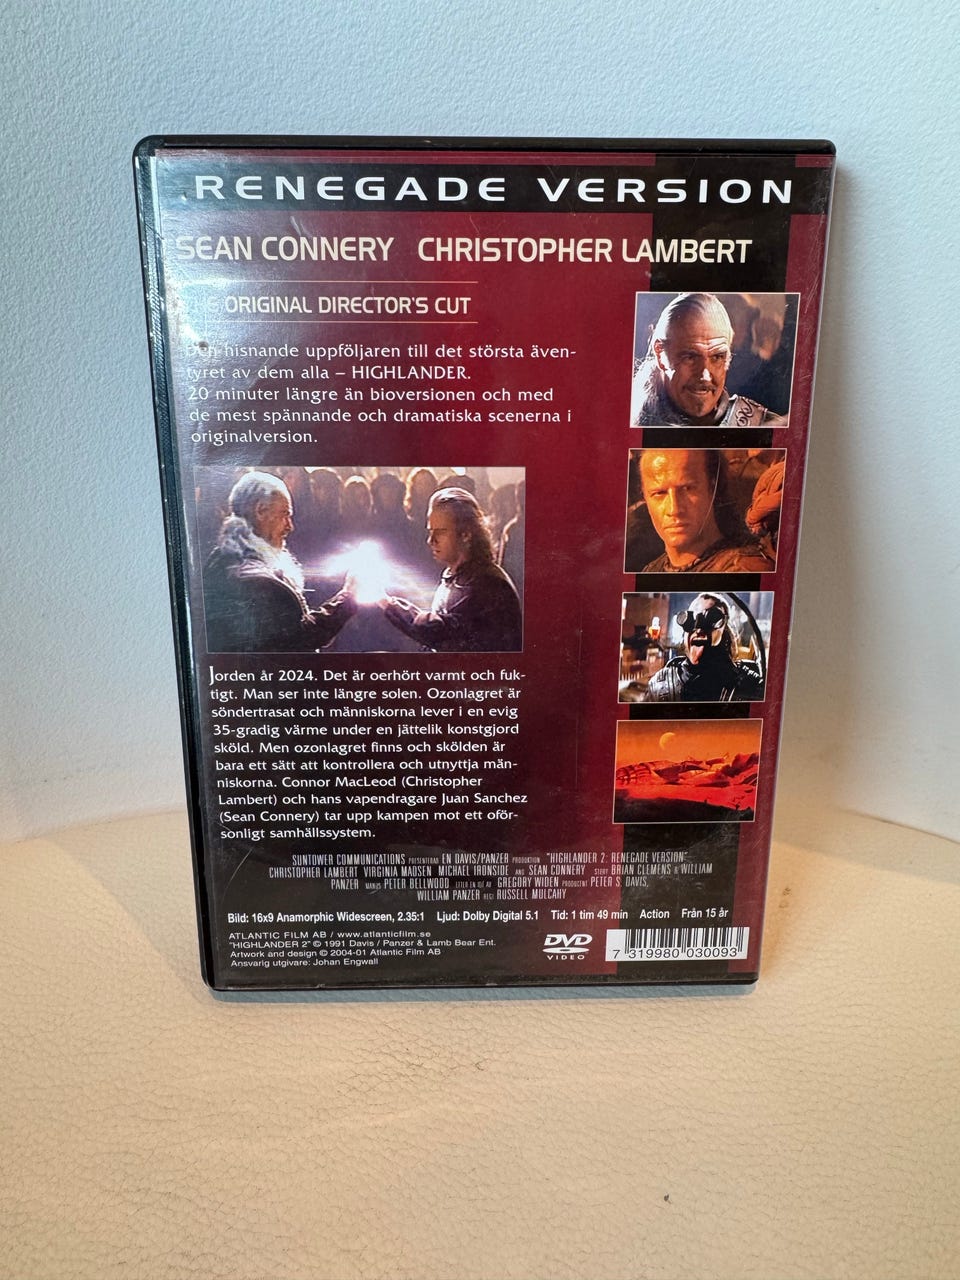 RENEGADE VERSION
SEAN CONNERY CHRISTOPHER LAMBERT
THE ORIGINAL DIRECTOR'S CUT
Den hisnande uppföljaren till det största även-
tyret av dem alla – HIGHLANDER.
20 minuter längre än bioversionen och med
de mest spännande och dramatiska scenerna i
originalversion.
Jorden år 2024. Det är oerhört varmt och fuk-
tigt. Man ser inte längre solen. Ozonlagret är
söndertrasat och människorna lever i en evig
35-gradig värme under en jättelik konstgjord
sköld. Men ozonlagret finns och skölden är
bara ett sätt att kontrollera och utnyttja män-
niskorna. Connor MacLeod (Christopher
Lambert) och hans vapendragare Juan Sanchez
(Sean Connery) tar upp kampen mot ett oför-
sonligt samhällssystem.
SUNTOWER COMMUNICATIONS PRESENTERAR EN DAVIS/PANZER PRODUKTION "HIGHLANDER 2: RENEGADE VERSION"
CHRISTOPHER LAMBERT VIRGINIA MADSEN MICHAEL IRONSIDE AND SEAN CONNERY STORY BRIAN CLEMENS & WILLIAM
PANZER MANUS PETER BELLWOOD EFTER EN IDÉ AV GREGORY WIDEN PRODUCENT PETER S. DAVIS,
WILLIAM PANZER REGI RUSSELL MULCAHY
Bild: 16x9 Anamorphic Widescreen, 2.35:1 Ljud: Dolby Digital 5.1 Tid: 1 tim 49 min Action Från 15 år
ATLANTIC FILM AB / www.atlanticfilm.se
"HIGHLANDER 2" © 1991 Davis / Panzer & Lamb Bear Ent.
Artwork and design © 2004-01 Atlantic Film AB
Ansvarig utgivare: Johan Engwall
DVD
VIDEO
7 319980 030093